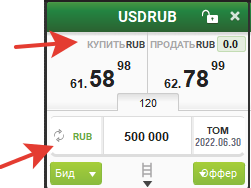 USDRUB
КУПИТЬ RUB ПРОДАТЬ RUB 0.0
61.58 98 62.78 99
120
RUB 500 000 TOM 2022.06.30
Бид Оффер